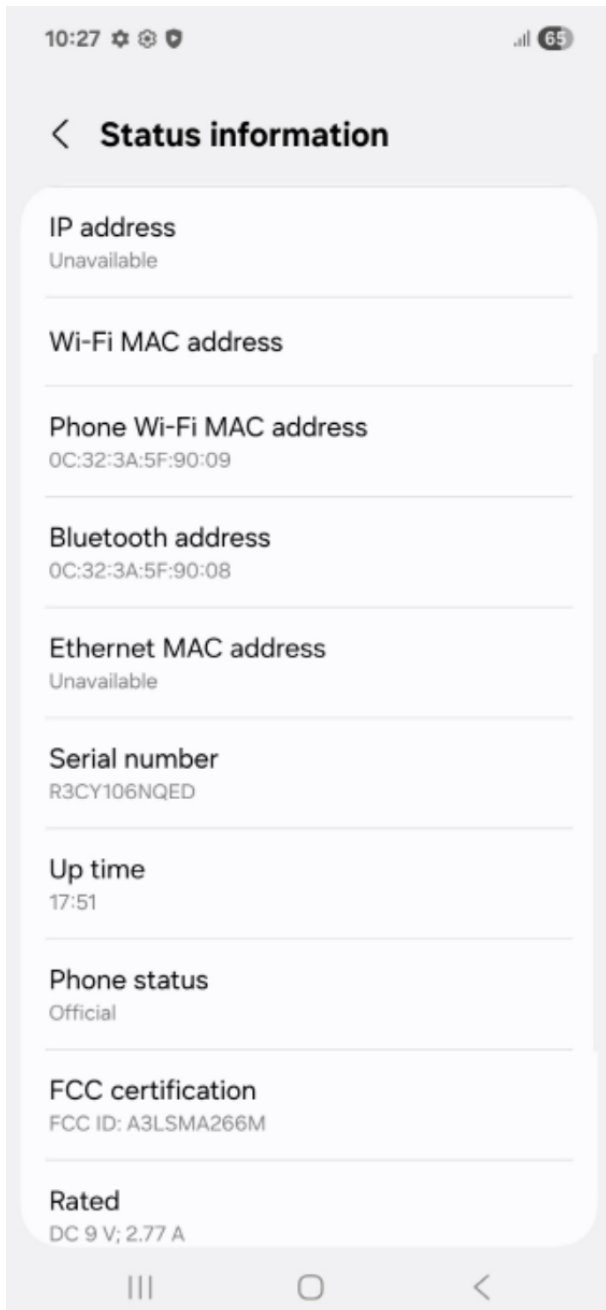 10:27
65
Status information
IP address
Unavailable
Wi-Fi MAC address
Phone Wi-Fi MAC address
0C:32:3A:5F:90:09
Bluetooth address
0C:32:3A:5F:90:08
Ethernet MAC address
Unavailable
Serial number
R3CY106NQED
Up time
17:51
Phone status
Official
FCC certification
FCC ID: A3LSMA266M
Rated
DC 9 V; 2.77 A